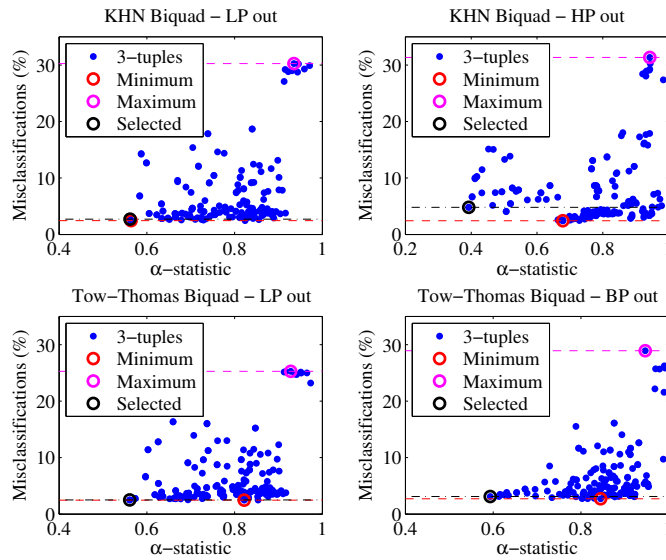 KHN Biquad – LP out
30
20
10
0
Misclassifications (%)
3−tuples
Minimum
Maximum
Selected
0.4 0.6 0.8 1
α−statistic
KHN Biquad – HP out
30
20
10
0
Misclassifications (%)
3−tuples
Minimum
Maximum
Selected
0.2 0.4 0.6 0.8
α−statistic
Tow−Thomas Biquad – LP out
30
20
10
0
Misclassifications (%)
3−tuples
Minimum
Maximum
Selected
0.4 0.6 0.8 1
α−statistic
Tow−Thomas Biquad – BP out
30
20
10
0
Misclassifications (%)
3−tuples
Minimum
Maximum
Selected
0.4 0.6 0.8
α−statistic